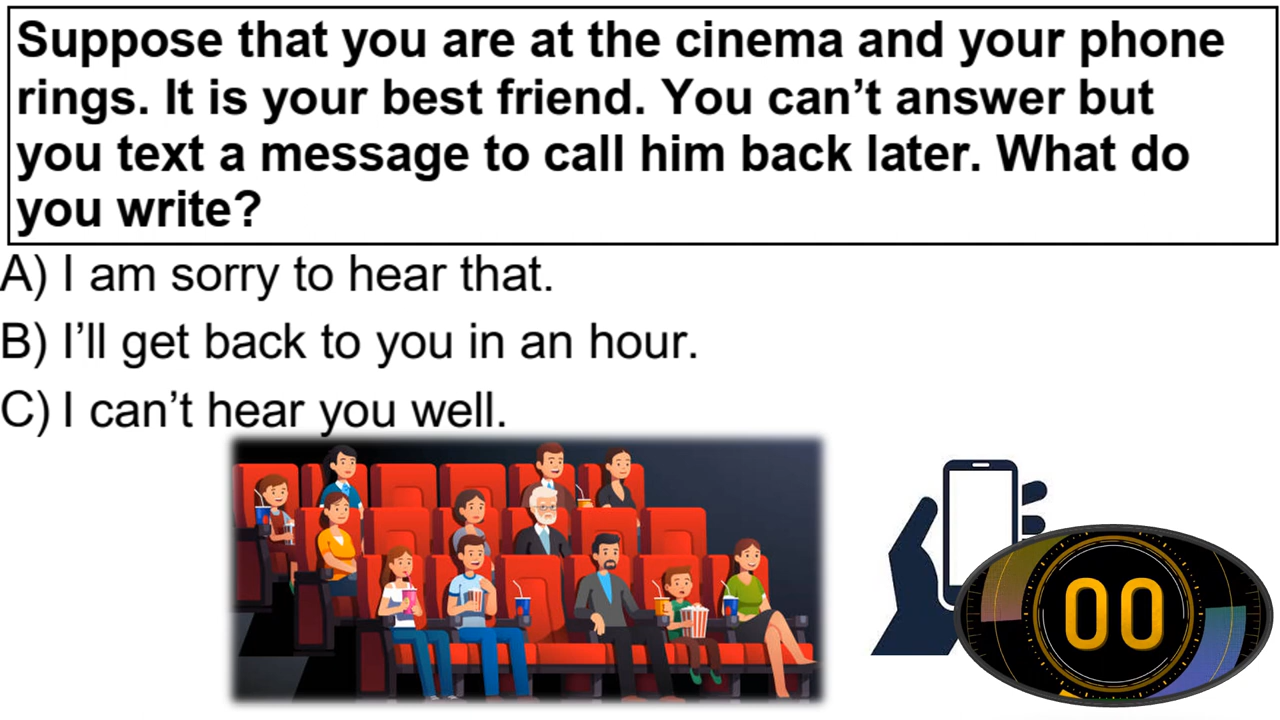 Suppose that you are at the cinema and your phone
rings. It is your best friend. You can’t answer but
you text a message to call him back later. What do
you write?
A) I am sorry to hear that.
B) I’ll get back to you in an hour.
C) I can’t hear you well.
00